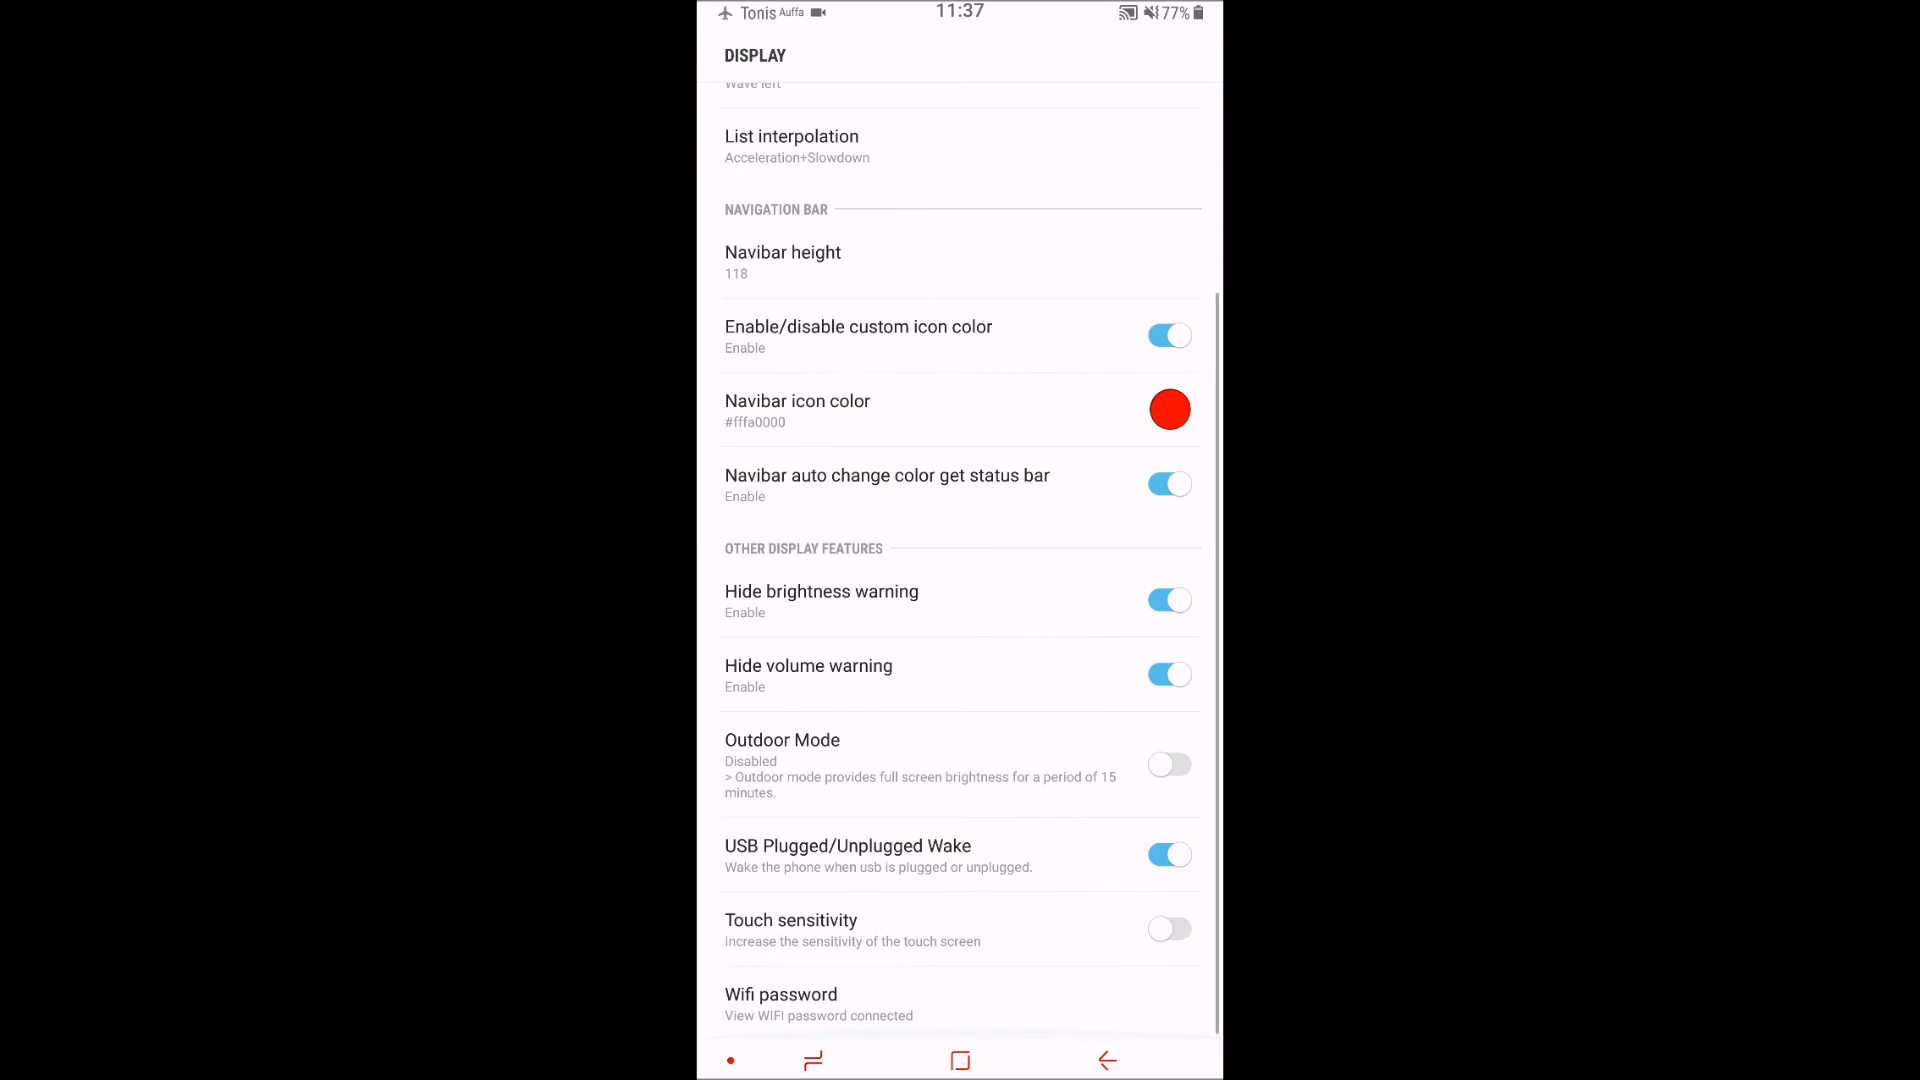 Tonis Auffa 11:37 77%
DISPLAY
Wave left
List interpolation
Acceleration+Slowdown
NAVIGATION BAR
Navibar height
118
Enable/disable custom icon color
Enable
Navibar icon color
#fffa0000
Navibar auto change color get status bar
Enable
OTHER DISPLAY FEATURES
Hide brightness warning
Enable
Hide volume warning
Enable
Outdoor Mode
Disabled
> Outdoor mode provides full screen brightness for a period of 15
minutes.
USB Plugged/Unplugged Wake
Wake the phone when usb is plugged or unplugged.
Touch sensitivity
Increase the sensitivity of the touch screen
Wifi password
View WIFI password connected